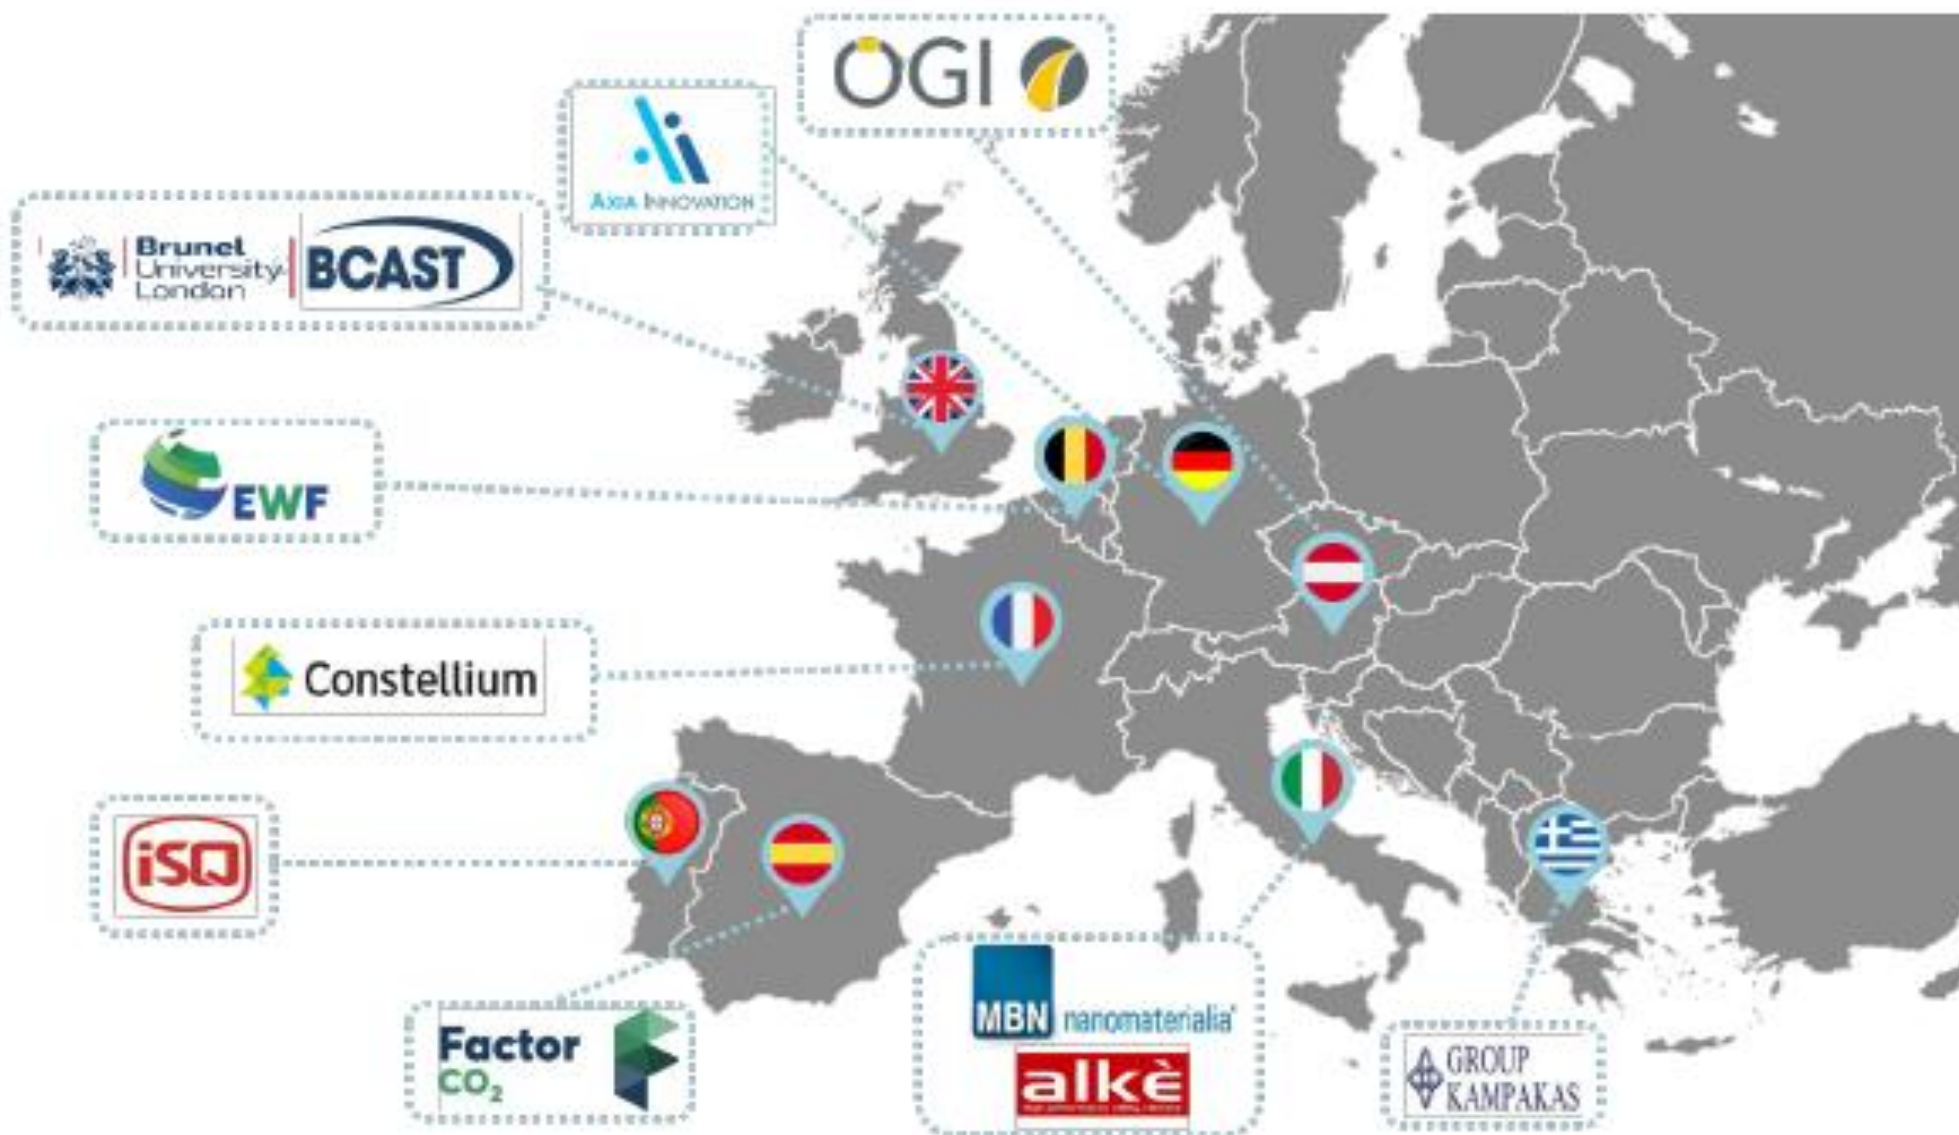 ÖGI
AXIA INNOVATION
Brunel
University
London
BCAST
EWF
Constellium
iSQ
Factor
CO₂
MBN nanomaterialia
alkè
GROUP
KAMPAKAS